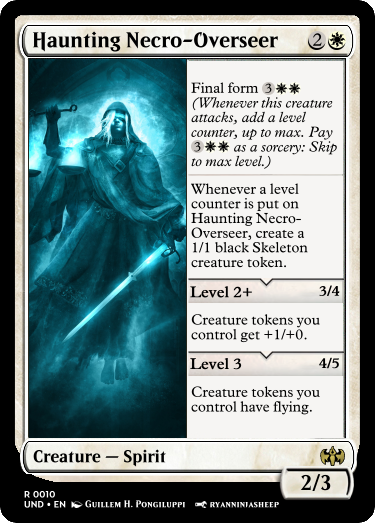 Haunting Necro-Overseer 2
Final form 3
(Whenever this creature
attacks, add a level
counter, up to max. Pay
3 as a sorcery: Skip
to max level.)
Whenever a level
counter is put on
Haunting Necro-
Overseer, create a
1/1 black Skeleton
creature token.
Level 2+ 3/4
Creature tokens you
control get +1/+0.
Level 3 4/5
Creature tokens you
control have flying.
Creature — Spirit
2/3
R 0010
UND • EN Guillem H. Pongiluppi ryanninjasheep